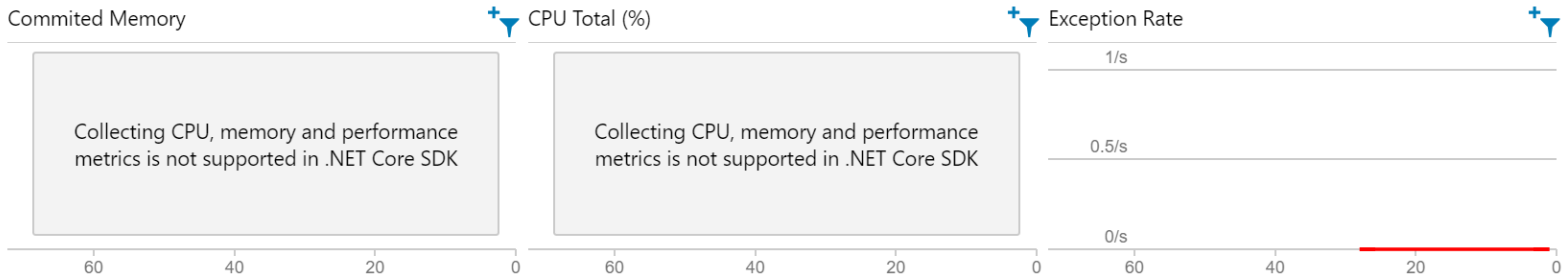 Commited Memory
CPU Total (%)
Exception Rate
Collecting CPU, memory and performance
metrics is not supported in .NET Core SDK
Collecting CPU, memory and performance
metrics is not supported in .NET Core SDK
1/s
0.5/s
0/s
60 40 20 0
60 40 20 0
60 40 20 0